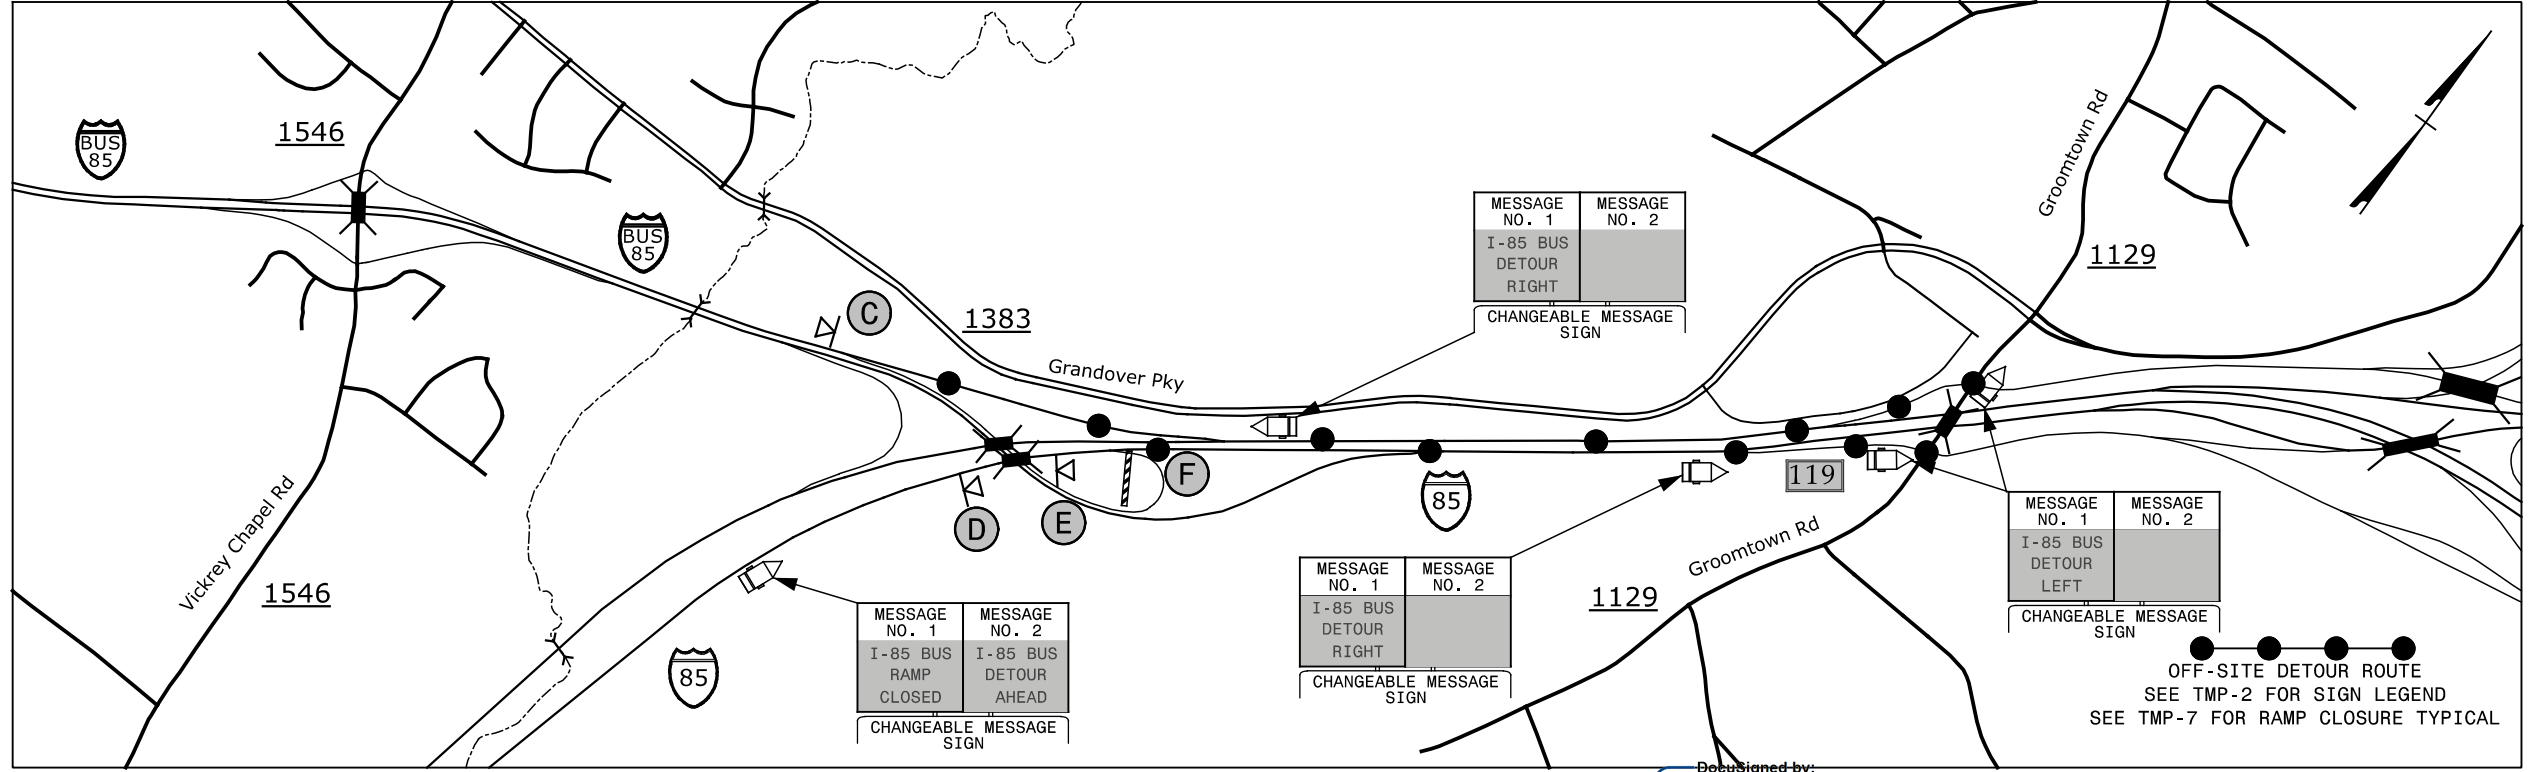 BUS
85
1546
BUS
85
C
1383
Grandover Pky
MESSAGE
NO. 1
MESSAGE
NO. 2
I-85 BUS
DETOUR
RIGHT
CHANGEABLE MESSAGE
SIGN
Groomtown Rd
1129
Vickrey Chapel Rd
1546
D
E
F
85
119
85
MESSAGE
NO. 1
MESSAGE
NO. 2
I-85 BUS
RAMP
CLOSED
I-85 BUS
DETOUR
AHEAD
CHANGEABLE MESSAGE
SIGN
MESSAGE
NO. 1
MESSAGE
NO. 2
I-85 BUS
DETOUR
RIGHT
CHANGEABLE MESSAGE
SIGN
Groomtown Rd
1129
MESSAGE
NO. 1
MESSAGE
NO. 2
I-85 BUS
DETOUR
LEFT
CHANGEABLE MESSAGE
SIGN
OFF-SITE DETOUR ROUTE
SEE TMP-2 FOR SIGN LEGEND
SEE TMP-7 FOR RAMP CLOSURE TYPICAL
DocuSigned by: